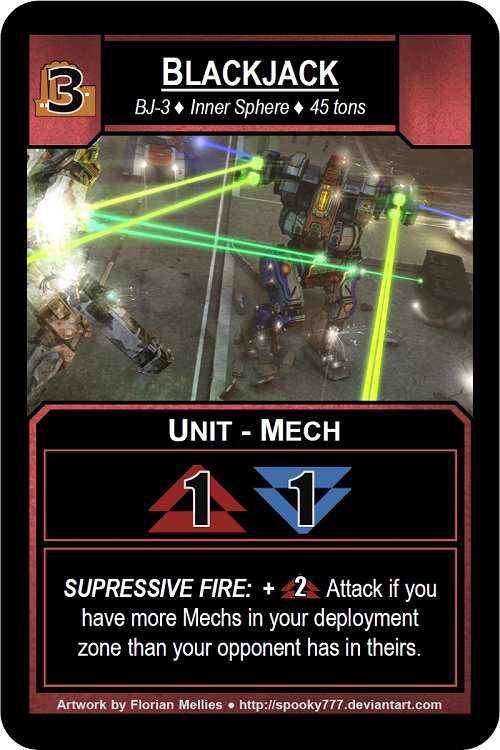 3
BLACKJACK
BJ-3 ♦ Inner Sphere ♦ 45 tons
UNIT - MECH
1 1
SUPRESSIVE FIRE: + 2 Attack if you
have more Mechs in your deployment
zone than your opponent has in theirs.
Artwork by Florian Mellies ● http://spooky777.deviantart.com